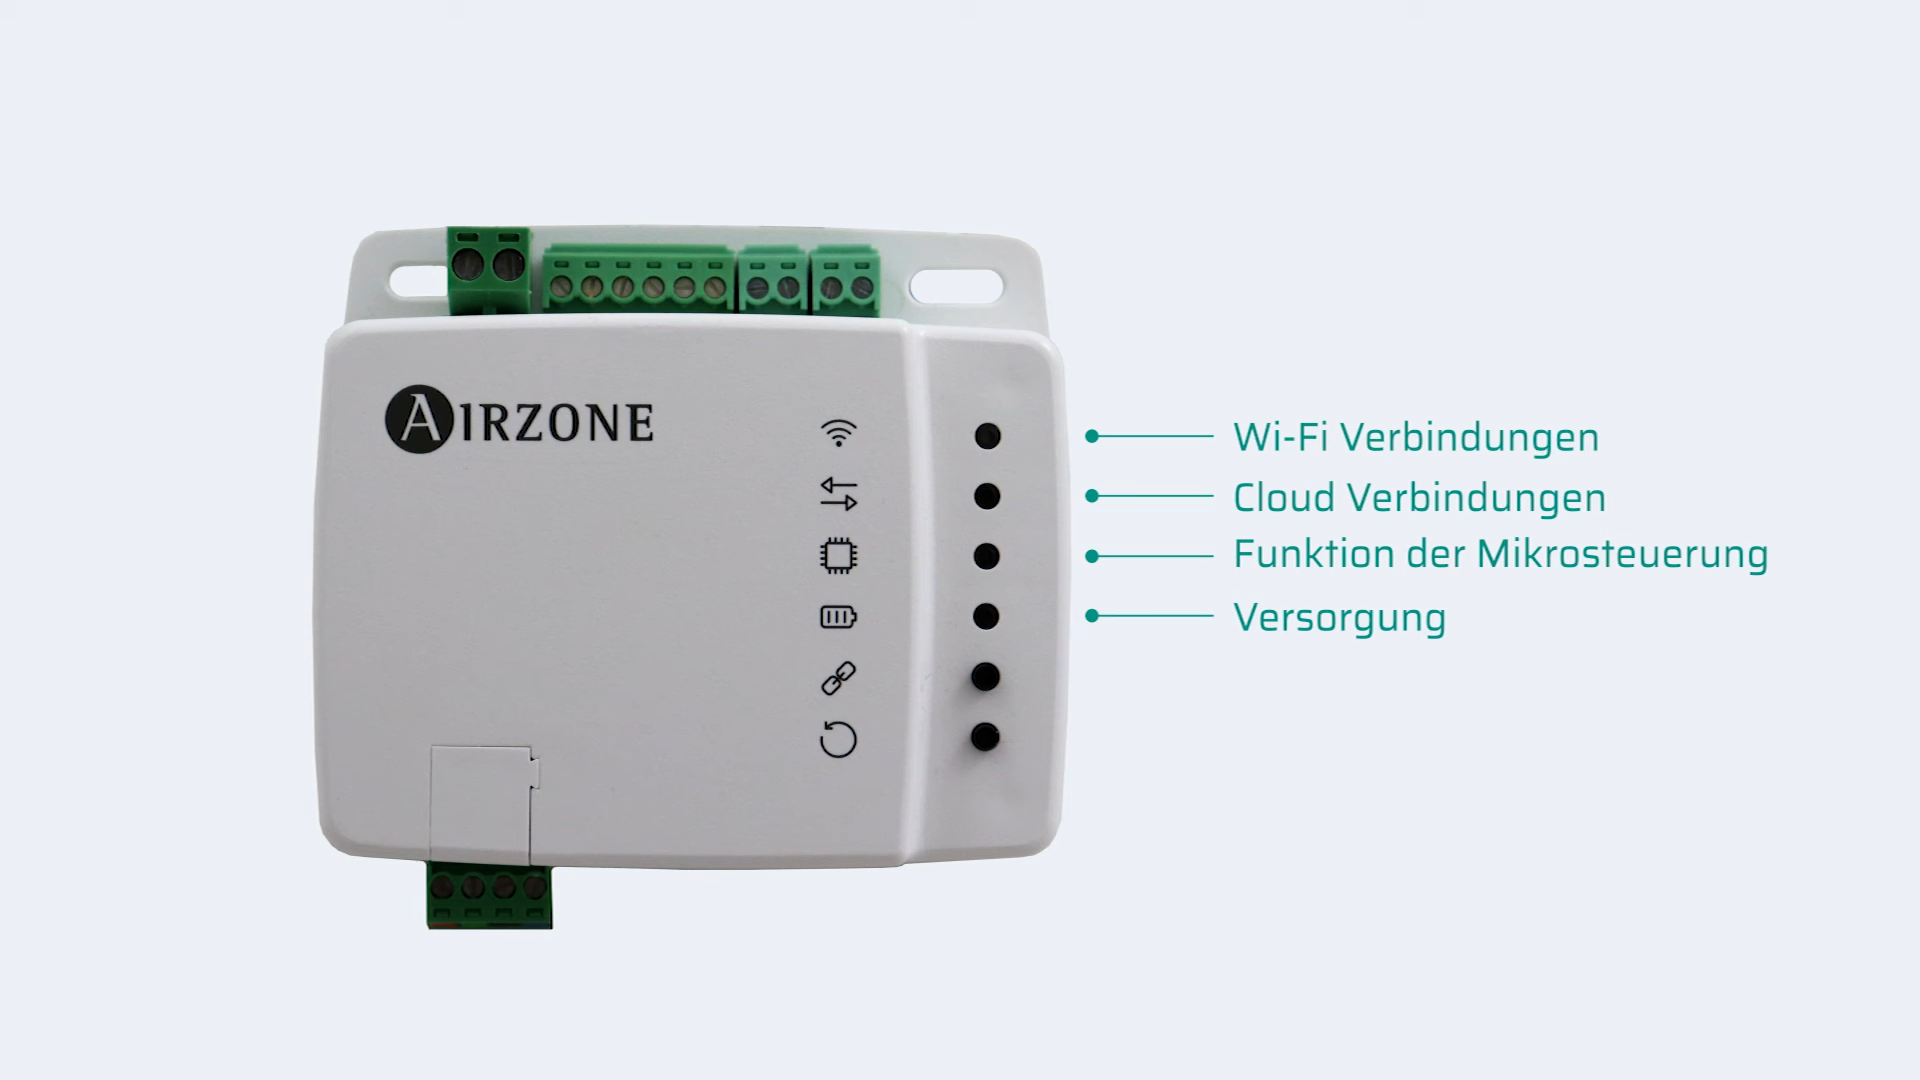 AIRZONE
Wi-Fi Verbindungen
Cloud Verbindungen
Funktion der Mikrosteuerung
Versorgung